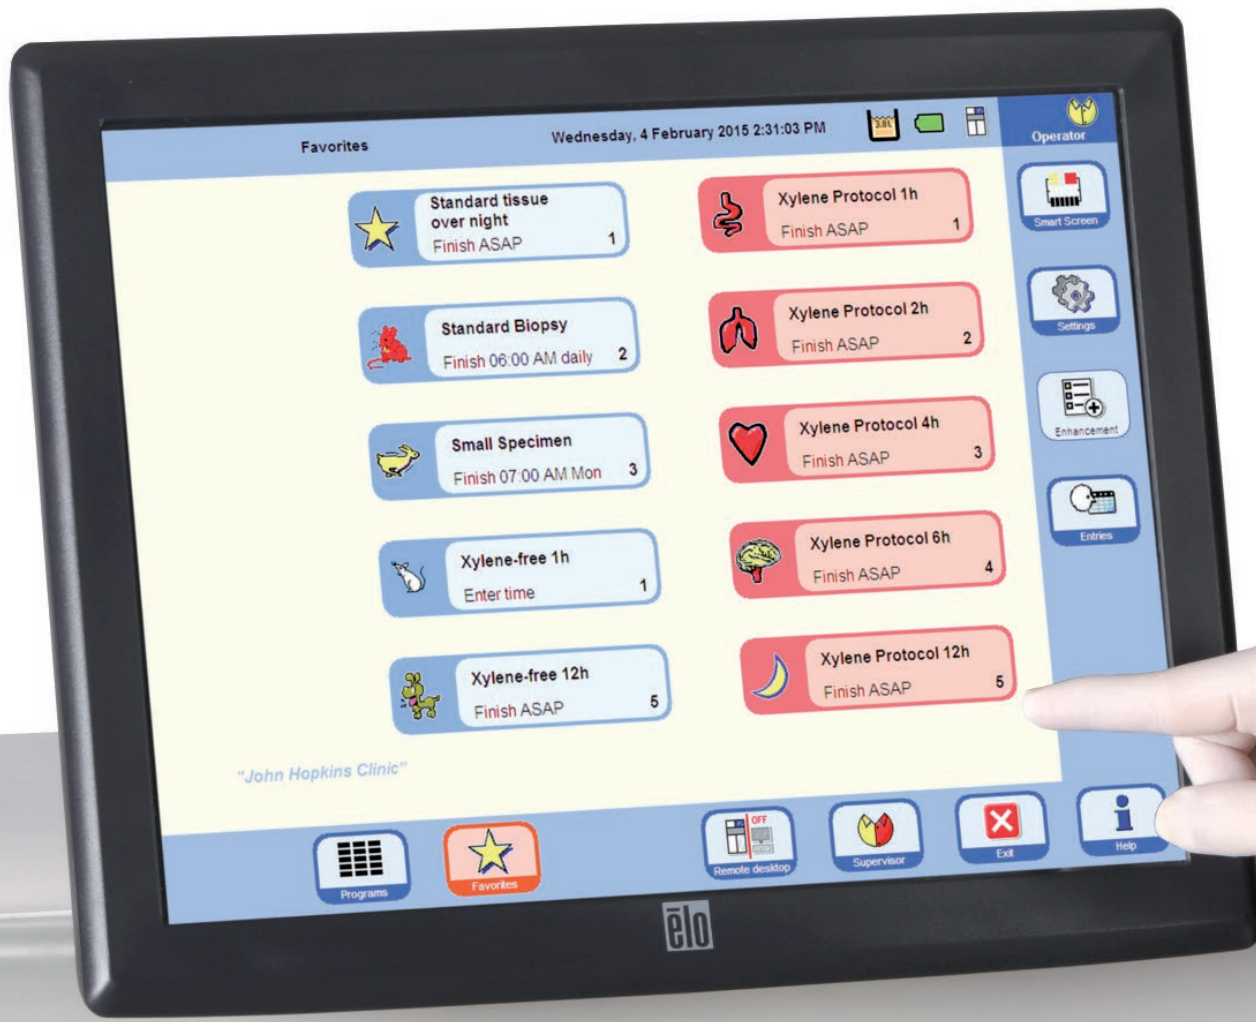 Favorites
Wednesday, 4 February 2015 2:31:03 PM
3.8L
Operator
Standard tissue
over night
Finish ASAP
1
Standard Biopsy
Finish 06:00 AM daily
2
Small Specimen
Finish 07:00 AM Mon
3
Xylene-free 1h
Enter time
1
Xylene-free 12h
Finish ASAP
5
Xylene Protocol 1h
Finish ASAP
1
Xylene Protocol 2h
Finish ASAP
2
Xylene Protocol 4h
Finish ASAP
3
Xylene Protocol 6h
Finish ASAP
4
Xylene Protocol 12h
Finish ASAP
5
Smart Screen
Settings
Enhancement
Entries
"John Hopkins Clinic"
Programs
Favorites
OFF
Remote desktop
Supervisor
Exit
Help
ēlo